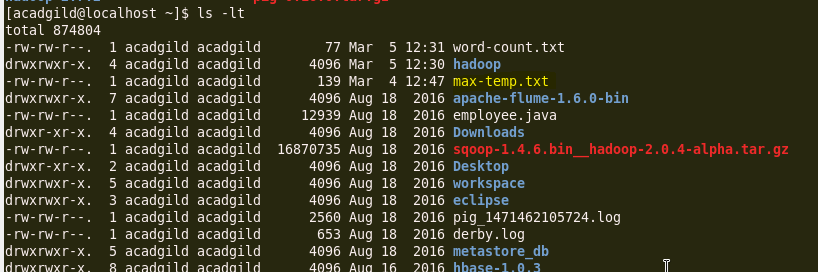 [acadgild@localhost ~]$ ls -lt
total 874804
-rw-rw-r--. 1 acadgild acadgild 77 Mar 5 12:31 word-count.txt
drwxrwxr-x. 4 acadgild acadgild 4096 Mar 5 12:30 hadoop
-rw-rw-r--. 1 acadgild acadgild 139 Mar 4 12:47 max-temp.txt
drwxrwxr-x. 7 acadgild acadgild 4096 Aug 18 2016 apache-flume-1.6.0-bin
-rw-rw-r--. 1 acadgild acadgild 12939 Aug 18 2016 employee.java
drwxr-xr-x. 4 acadgild acadgild 4096 Aug 18 2016 Downloads
-rw-rw-r--. 1 acadgild acadgild 16870735 Aug 18 2016 sqoop-1.4.6.bin__hadoop-2.0.4-alpha.tar.gz
drwxr-xr-x. 2 acadgild acadgild 4096 Aug 18 2016 Desktop
drwxrwxr-x. 5 acadgild acadgild 4096 Aug 18 2016 workspace
drwxrwxr-x. 3 acadgild acadgild 4096 Aug 18 2016 eclipse
-rw-rw-r--. 1 acadgild acadgild 2560 Aug 18 2016 pig_1471462105724.log
-rw-rw-r--. 1 acadgild acadgild 653 Aug 18 2016 derby.log
drwxrwxr-x. 5 acadgild acadgild 4096 Aug 18 2016 metastore_db
drwxrwxr-x. 8 acadgild acadgild 4096 Aug 16 2016 hbase-1.0.3